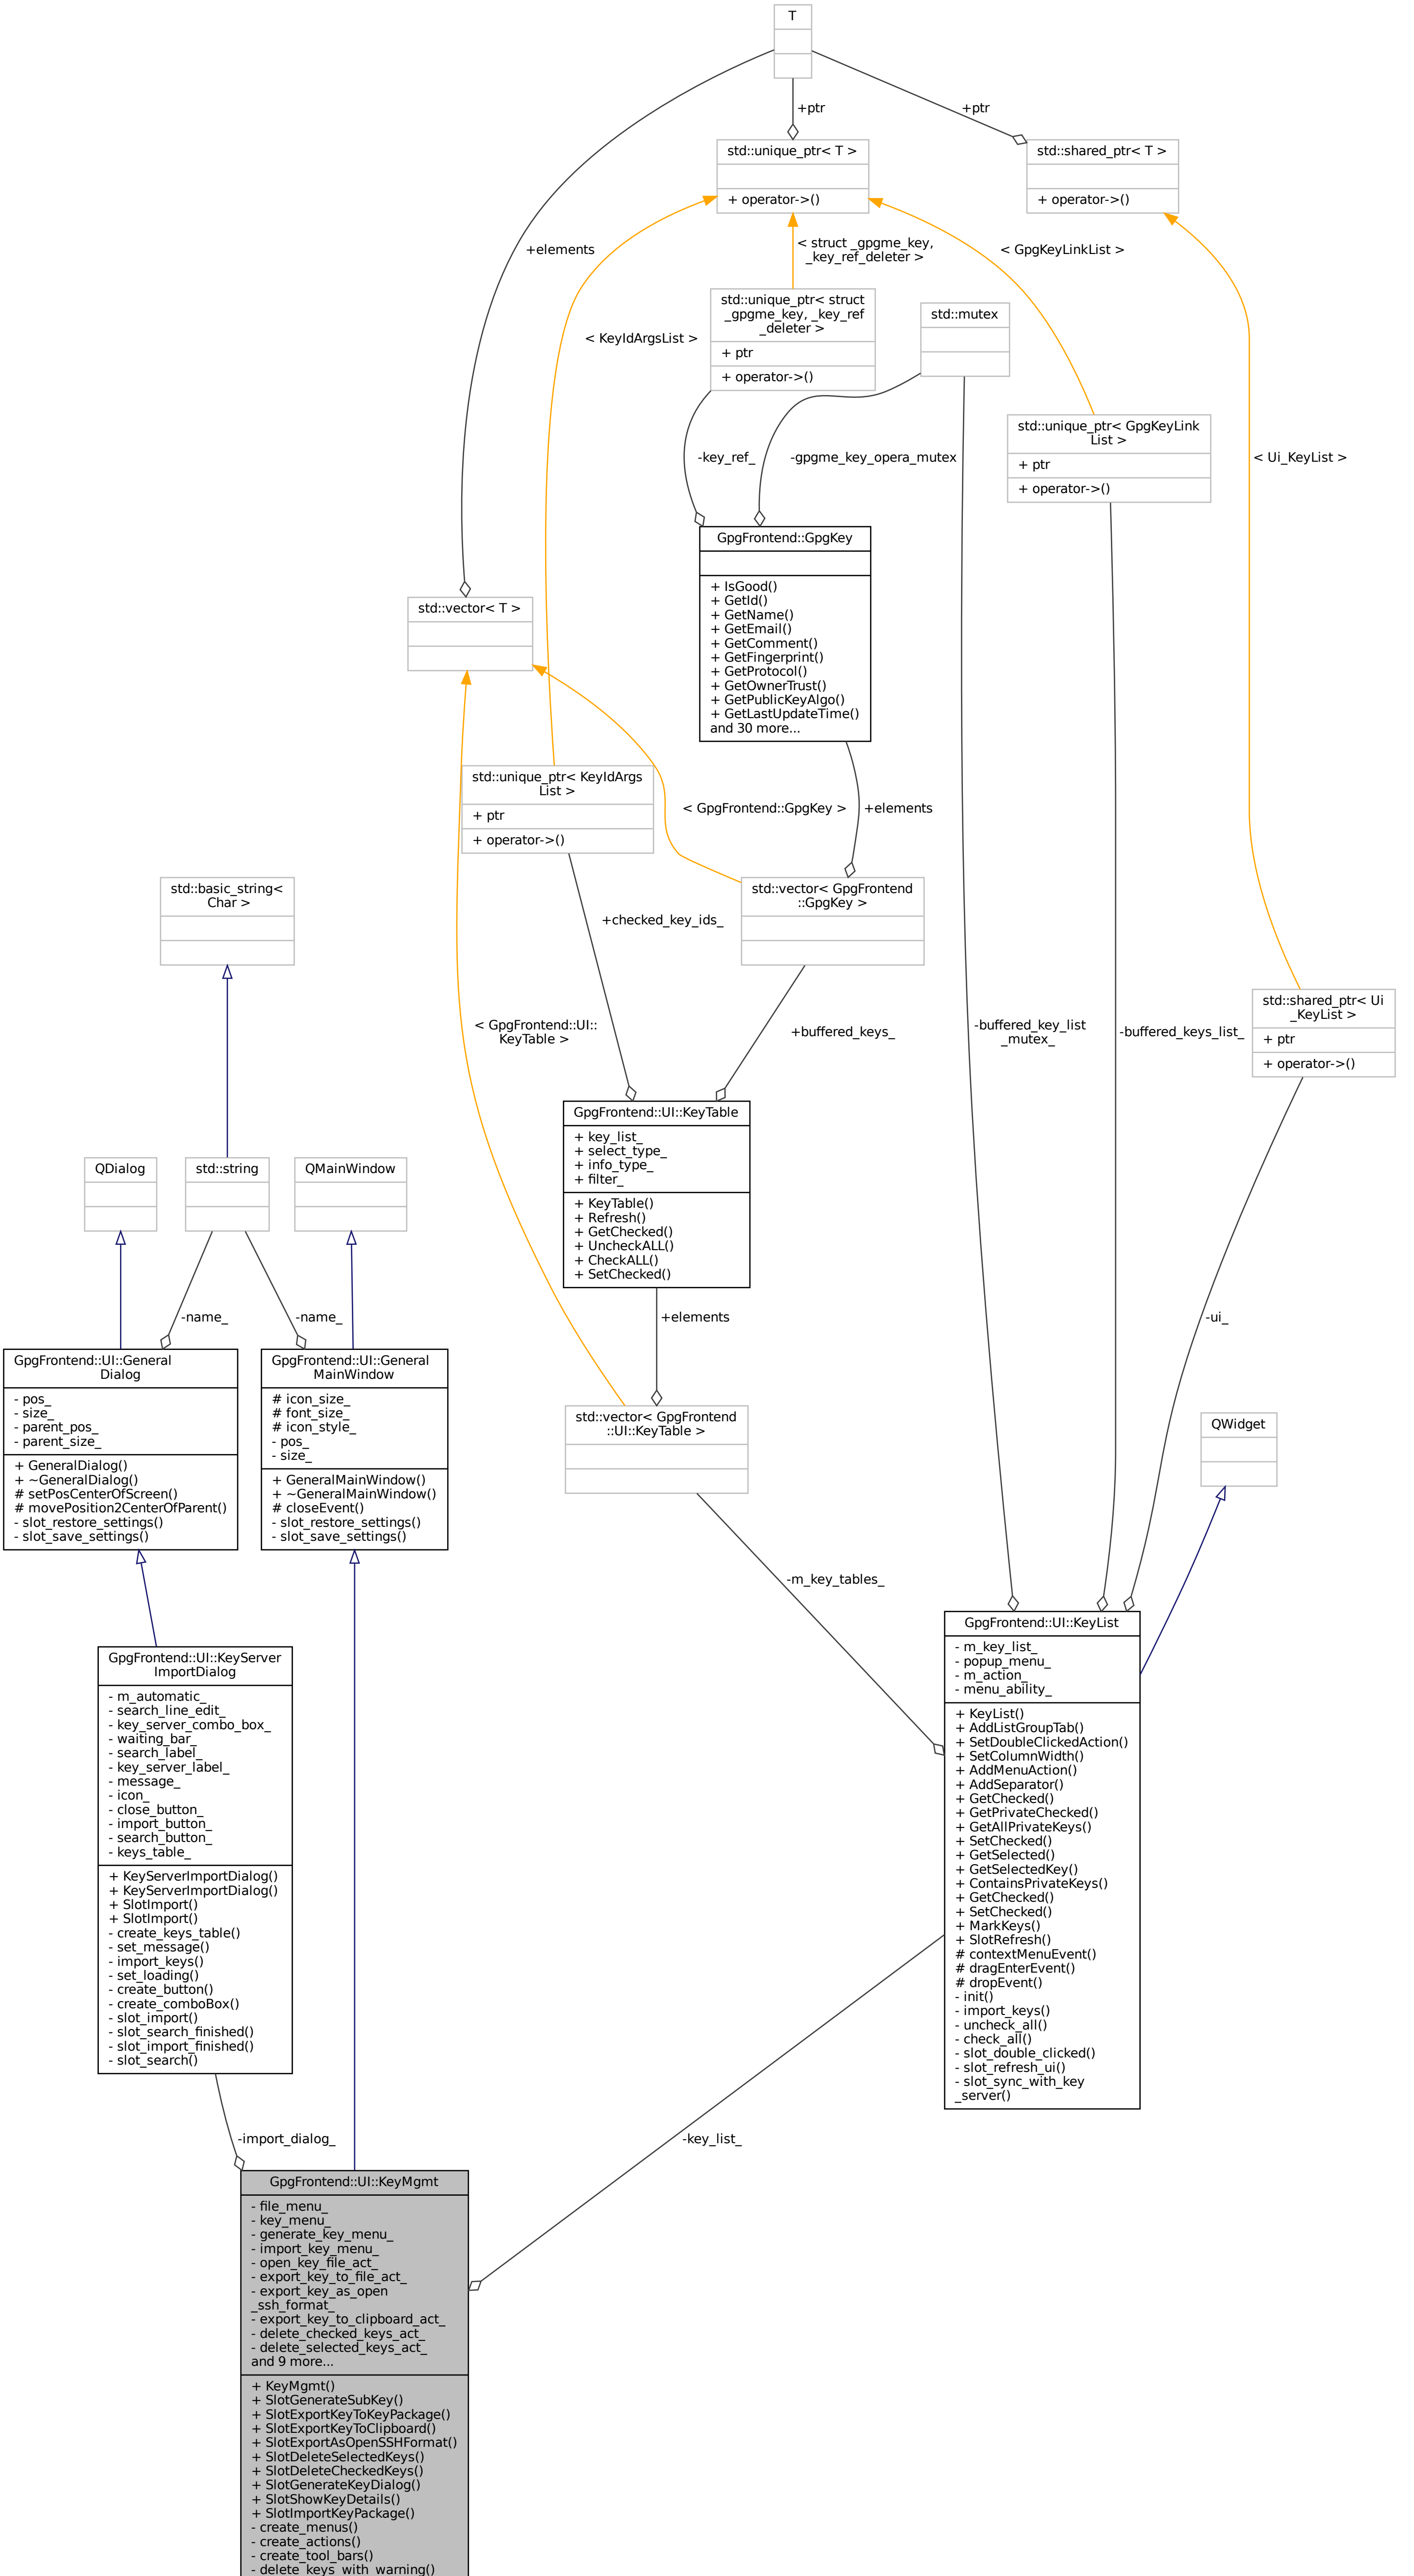 T
+ptr
+ptr
std::unique_ptr< T >
+ operator->()
std::shared_ptr< T >
+ operator->()
+elements
< struct _gpgme_key,
_key_ref_deleter >
< GpgKeyLinkList >
std::unique_ptr< struct
_gpgme_key, _key_ref
_deleter >
+ ptr
+ operator->()
std::mutex
< KeyIdArgsList >
std::unique_ptr< GpgKeyLink
List >
+ ptr
+ operator->()
-key_ref_
-gpgme_key_opera_mutex
< Ui_KeyList >
GpgFrontend::GpgKey
+ IsGood()
+ GetId()
+ GetName()
+ GetEmail()
+ GetComment()
+ GetFingerprint()
+ GetProtocol()
+ GetOwnerTrust()
+ GetPublicKeyAlgo()
+ GetLastUpdateTime()
and 30 more...
std::vector< T >
std::unique_ptr< KeyIdArgs
List >
+ ptr
+ operator->()
< GpgFrontend::GpgKey >
+elements
std::basic_string<
Char >
std::vector< GpgFrontend
::GpgKey >
+checked_key_ids_
< GpgFrontend::UI::
KeyTable >
+buffered_keys_
-buffered_key_list
_mutex_
-buffered_keys_list_
std::shared_ptr< Ui
_KeyList >
+ ptr
+ operator->()
GpgFrontend::UI::KeyTable
+ key_list_
+ select_type_
+ info_type_
+ filter_
+ KeyTable()
+ Refresh()
+ GetChecked()
+ UncheckALL()
+ CheckALL()
+ SetChecked()
QDialog
std::string
QMainWindow
-name_
-name_
+elements
-ui_
GpgFrontend::UI::General
Dialog
- pos_
- size_
- parent_pos_
- parent_size_
+ GeneralDialog()
+ ~GeneralDialog()
# setPosCenterOfScreen()
# movePosition2CenterOfParent()
- slot_restore_settings()
- slot_save_settings()
GpgFrontend::UI::General
MainWindow
# icon_size_
# font_size_
# icon_style_
- pos_
- size_
+ GeneralMainWindow()
+ ~GeneralMainWindow()
# closeEvent()
- slot_restore_settings()
- slot_save_settings()
std::vector< GpgFrontend
::UI::KeyTable >
QWidget
-m_key_tables_
GpgFrontend::UI::KeyServer
ImportDialog
- m_automatic_
- search_line_edit_
- key_server_combo_box_
- waiting_bar_
- search_label_
- key_server_label_
- message_
- icon_
- close_button_
- import_button_
- search_button_
- keys_table_
+ KeyServerImportDialog()
+ KeyServerImportDialog()
+ SlotImport()
+ SlotImport()
- create_keys_table()
- set_message()
- import_keys()
- set_loading()
- create_button()
- create_comboBox()
- slot_import()
- slot_search_finished()
- slot_import_finished()
- slot_search()
GpgFrontend::UI::KeyList
- m_key_list_
- popup_menu_
- m_action_
- menu_ability_
+ KeyList()
+ AddListGroupTab()
+ SetDoubleClickedAction()
+ SetColumnWidth()
+ AddMenuAction()
+ AddSeparator()
+ GetChecked()
+ GetPrivateChecked()
+ GetAllPrivateKeys()
+ SetChecked()
+ GetSelected()
+ GetSelectedKey()
+ ContainsPrivateKeys()
+ GetChecked()
+ SetChecked()
+ MarkKeys()
+ SlotRefresh()
# contextMenuEvent()
# dragEnterEvent()
# dropEvent()
- init()
- import_keys()
- uncheck_all()
- check_all()
- slot_double_clicked()
- slot_refresh_ui()
- slot_sync_with_key
_server()
-import_dialog_
-key_list_
GpgFrontend::UI::KeyMgmt
- file_menu_
- key_menu_
- generate_key_menu_
- import_key_menu_
- open_key_file_act_
- export_key_to_file_act_
- export_key_as_open
_ssh_format_
- export_key_to_clipboard_act_
- delete_checked_keys_act_
- delete_selected_keys_act_
and 9 more...
+ KeyMgmt()
+ SlotGenerateSubKey()
+ SlotExportKeyToKeyPackage()
+ SlotExportKeyToClipboard()
+ SlotExportAsOpenSSHFormat()
+ SlotDeleteSelectedKeys()
+ SlotDeleteCheckedKeys()
+ SlotGenerateKeyDialog()
+ SlotShowKeyDetails()
+ SlotImportKeyPackage()
- create_menus()
- create_actions()
- create_tool_bars()
- delete_keys_with_warning()